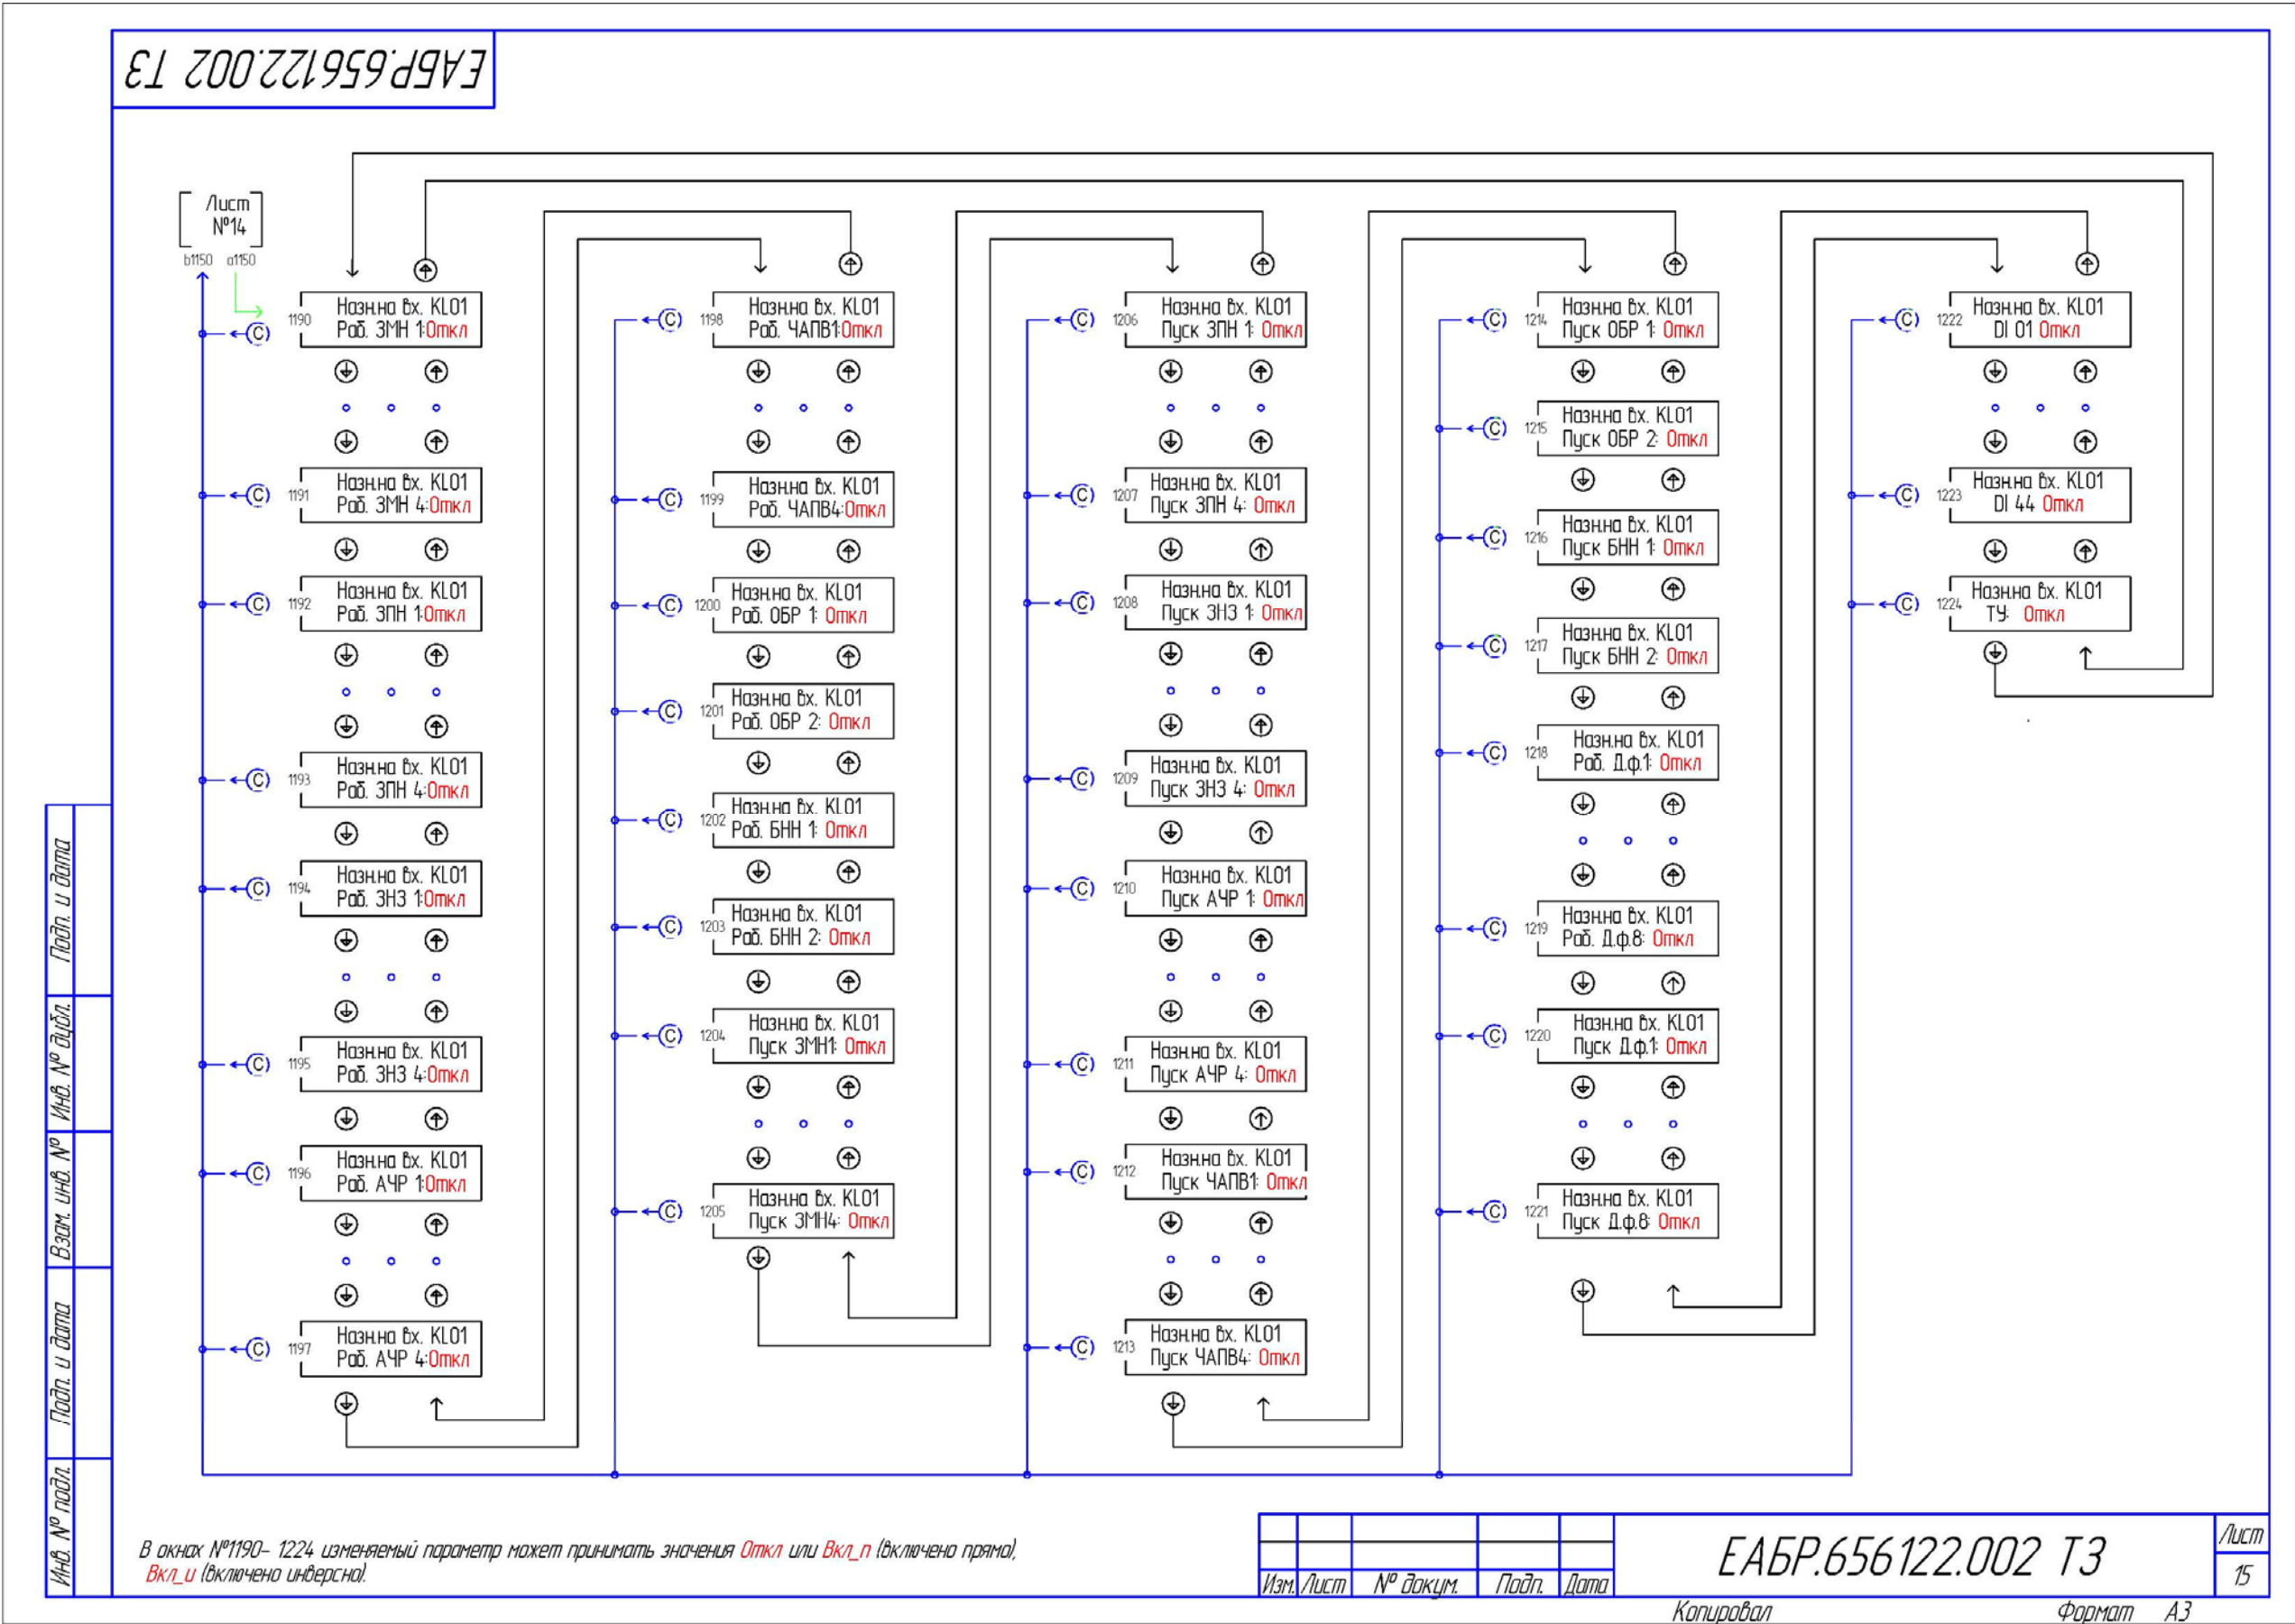 ЕАБР.656122.002 ТЗ
Лист
№14
b1150 a1150
1190
Назн.на вх. KL01
Раб. ЗМН 1:Откл
С
1191
Назн.на вх. KL01
Раб. ЗМН 4:Откл
С
1192
Назн.на вх. KL01
Раб. ЗПН 1:Откл
С
1193
Назн.на вх. KL01
Раб. ЗПН 4:Откл
С
1194
Назн.на вх. KL01
Раб. ЗНЗ 1:Откл
С
1195
Назн.на вх. KL01
Раб. ЗНЗ 4:Откл
С
1196
Назн.на вх. KL01
Раб. АЧР 1:Откл
С
1197
Назн.на вх. KL01
Раб. АЧР 4:Откл
С
1198
Назн.на вх. KL01
Раб. ЧАПВ1:Откл
С
1199
Назн.на вх. KL01
Раб. ЧАПВ4:Откл
С
1200
Назн.на вх. KL01
Раб. ОБР 1: Откл
С
1201
Назн.на вх. KL01
Раб. ОБР 2: Откл
С
1202
Назн.на вх. KL01
Раб. БНН 1: Откл
С
1203
Назн.на вх. KL01
Раб. БНН 2: Откл
С
1204
Назн.на вх. KL01
Пуск ЗМН1: Откл
С
1205
Назн.на вх. KL01
Пуск ЗМН4: Откл
С
1206
Назн.на вх. KL01
Пуск ЗПН 1: Откл
С
1207
Назн.на вх. KL01
Пуск ЗПН 4: Откл
С
1208
Назн.на вх. KL01
Пуск ЗНЗ 1: Откл
С
1209
Назн.на вх. KL01
Пуск ЗНЗ 4: Откл
С
1210
Назн.на вх. KL01
Пуск АЧР 1: Откл
С
1211
Назн.на вх. KL01
Пуск АЧР 4: Откл
С
1212
Назн.на вх. KL01
Пуск ЧАПВ1: Откл
С
1213
Назн.на вх. KL01
Пуск ЧАПВ4: Откл
С
1214
Назн.на вх. KL01
Пуск ОБР 1: Откл
С
1215
Назн.на вх. KL01
Пуск ОБР 2: Откл
С
1216
Назн.на вх. KL01
Пуск БНН 1: Откл
С
1217
Назн.на вх. KL01
Пуск БНН 2: Откл
С
1218
Назн.на вх. KL01
Раб. Д.ф.1: Откл
С
1219
Назн.на вх. KL01
Раб. Д.ф.8: Откл
С
1220
Назн.на вх. KL01
Пуск Д.ф.1: Откл
С
1221
Назн.на вх. KL01
Пуск Д.ф.8: Откл
С
1222
Назн.на вх. KL01
DI 01 Откл
С
1223
Назн.на вх. KL01
DI 44 Откл
С
1224
Назн.на вх. KL01
ТУ: Откл
С
Подп. и дата
Инв. № дубл.
Взам. инв. №
Подп. и дата
Инв. № подл.
В окнах №1190– 1224 изменяемый параметр может принимать значения Откл или Вкл_п (включено прямо),
Вкл_и (включено инверсно).
Изм. Лист № докум. Подп. Дата
ЕАБР.656122.002 ТЗ
Лист
15
Копировал
Формат А3